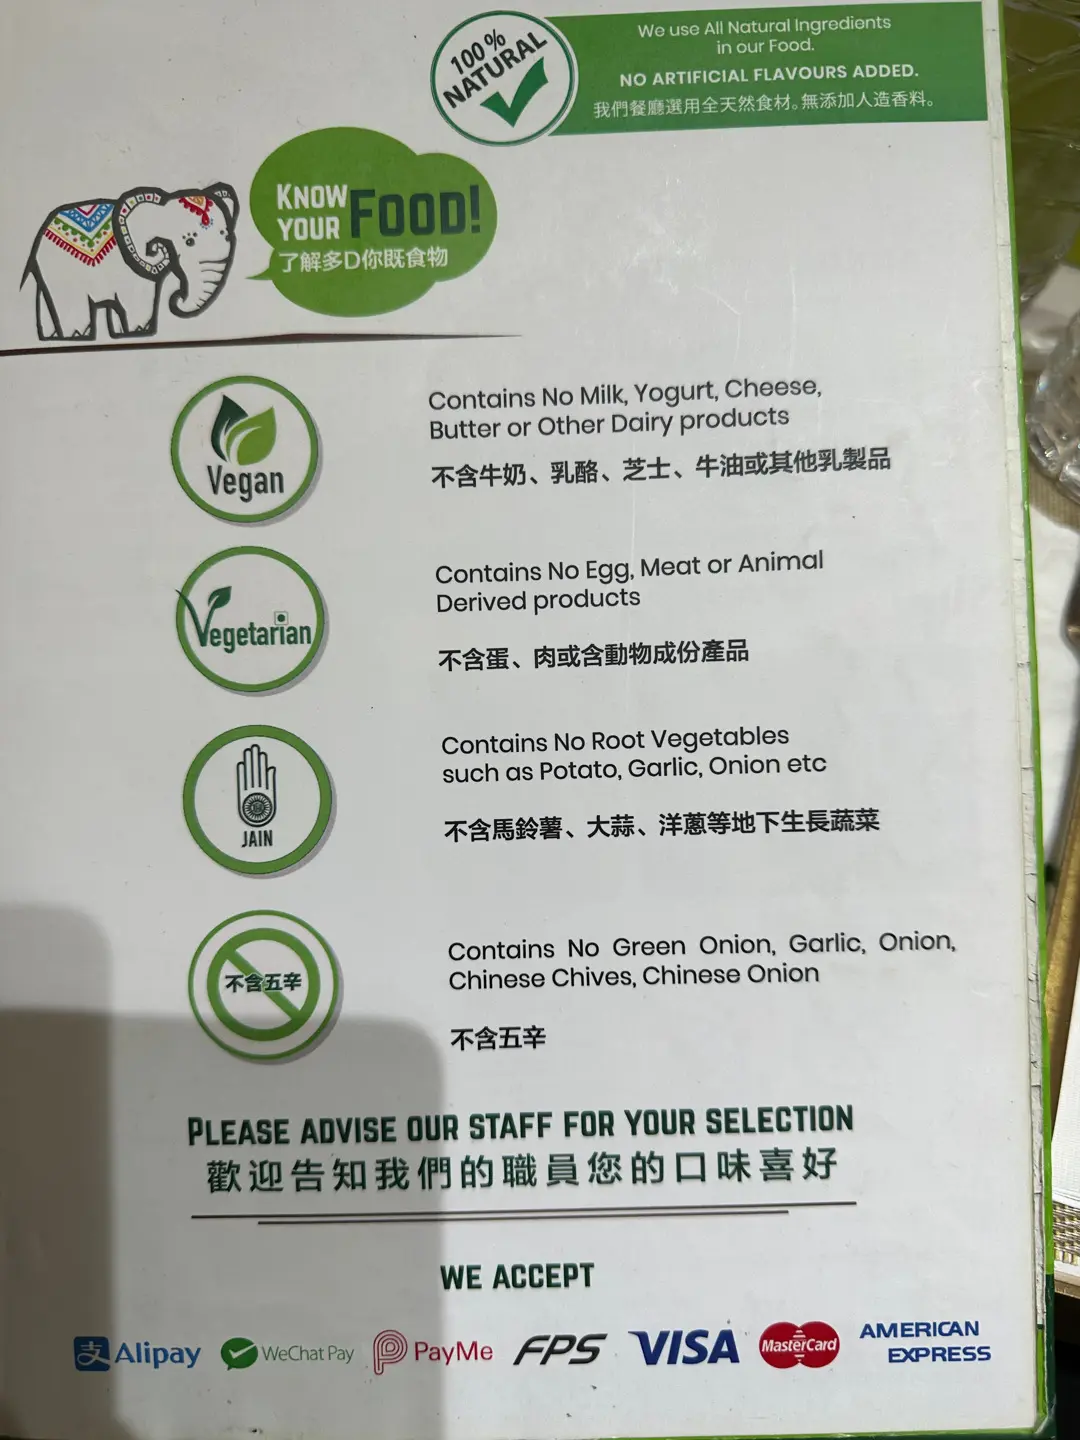 100%
NATURAL
We use All Natural Ingredients
in our Food.
NO ARTIFICIAL FLAVOURS ADDED.
我們餐廳選用全天然食材。無添加人造香料。
KNOW
YOUR FOOD!
了解多D你既食物
Vegan
Contains No Milk, Yogurt, Cheese,
Butter or Other Dairy products
不含牛奶、乳酪、芝士、牛油或其他乳製品
Vegetarian
Contains No Egg, Meat or Animal
Derived products
不含蛋、肉或含動物成份產品
JAIN
Contains No Root Vegetables
such as Potato, Garlic, Onion etc
不含馬鈴薯、大蒜、洋蔥等地下生長蔬菜
不含五辛
Contains No Green Onion, Garlic, Onion,
Chinese Chives, Chinese Onion
不含五辛
PLEASE ADVISE OUR STAFF FOR YOUR SELECTION
歡迎告知我們的職員您的口味喜好
WE ACCEPT
支 Alipay WeChat Pay PayMe FPS VISA MasterCard AMERICAN
EXPRESS